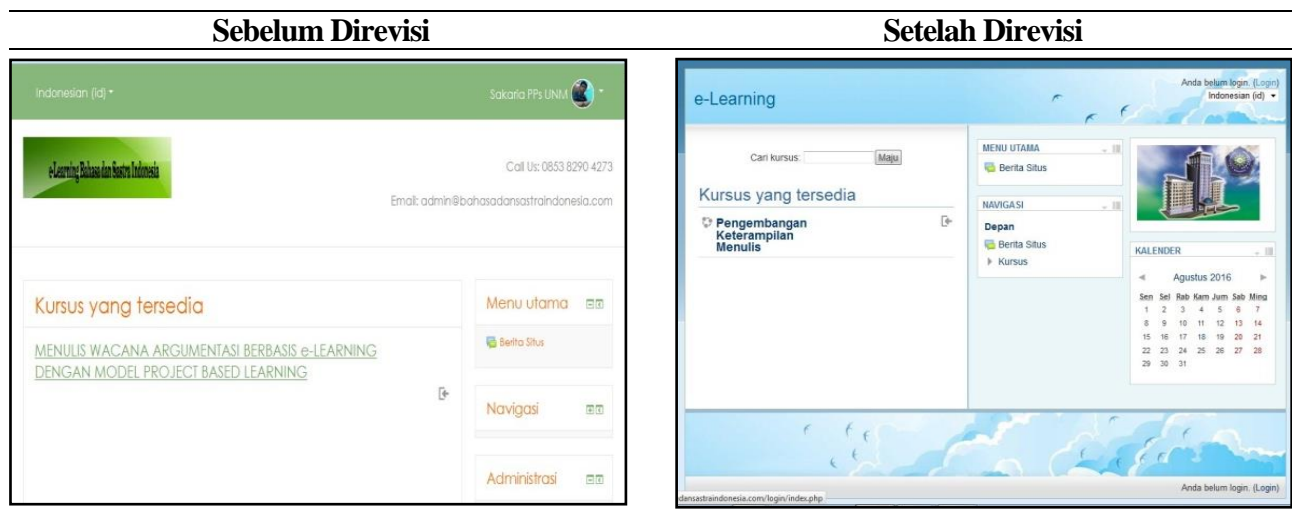 Sebelum Direvisi
Setelah Direvisi
Indonesian (id)
Sakaria PPs UNM
e-Learning Bahasa dan Sastra Indonesia
Call Us: 0853 8290 4273
Email: admin@bahasadansastraindonesia.com
Kursus yang tersedia
MENULIS WACANA ARGUMENTASI BERBASIS e-LEARNING
DENGAN MODEL PROJECT BASED LEARNING
Menu utama
Berita Situs
Navigasi
Administrasi
e-Learning
Anda belum login. (Login)
Indonesian (id)
Cari kursus: Maju
Kursus yang tersedia
Pengembangan
Keterampilan
Menulis
MENU UTAMA
Berita Situs
NAVIGASI
Depan
Berita Situs
Kursus
KALENDER
Agustus 2016
Sen Sel Rab Kam Jum Sab Ming
1 2 3 4 5 6 7
8 9 10 11 12 13 14
15 16 17 18 19 20 21
22 23 24 25 26 27 28
29 30 31
Anda belum login. (Login)
dansastraindonesia.com/login/index.php